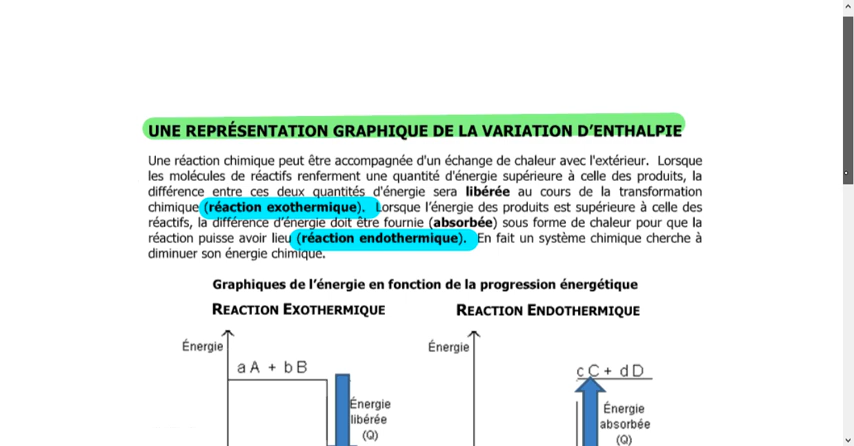 UNE REPRÉSENTATION GRAPHIQUE DE LA VARIATION D'ENTHALPIE
Une réaction chimique peut être accompagnée d'un échange de chaleur avec l'extérieur. Lorsque
les molécules de réactifs renferment une quantité d'énergie supérieure à celle des produits, la
différence entre ces deux quantités d'énergie sera libérée au cours de la transformation
chimique (réaction exothermique). Lorsque l'énergie des produits est supérieure à celle des
réactifs, la différence d'énergie doit être fournie (absorbée) sous forme de chaleur pour que la
réaction puisse avoir lieu (réaction endothermique). En fait un système chimique cherche à
diminuer son énergie chimique.
Graphiques de l'énergie en fonction de la progression énergétique
REACTION EXOTHERMIQUE
Énergie
aA + bB
Énergie
libérée
(Q)
REACTION ENDOTHERMIQUE
Énergie
cC + dD
Énergie
absorbée
(Q)